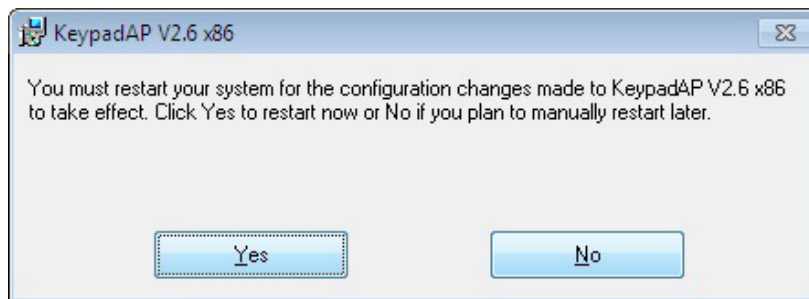 KeypadAP V2.6 x86
You must restart your system for the configuration changes made to KeypadAP V2.6 x86
to take effect. Click Yes to restart now or No if you plan to manually restart later.
Yes
No